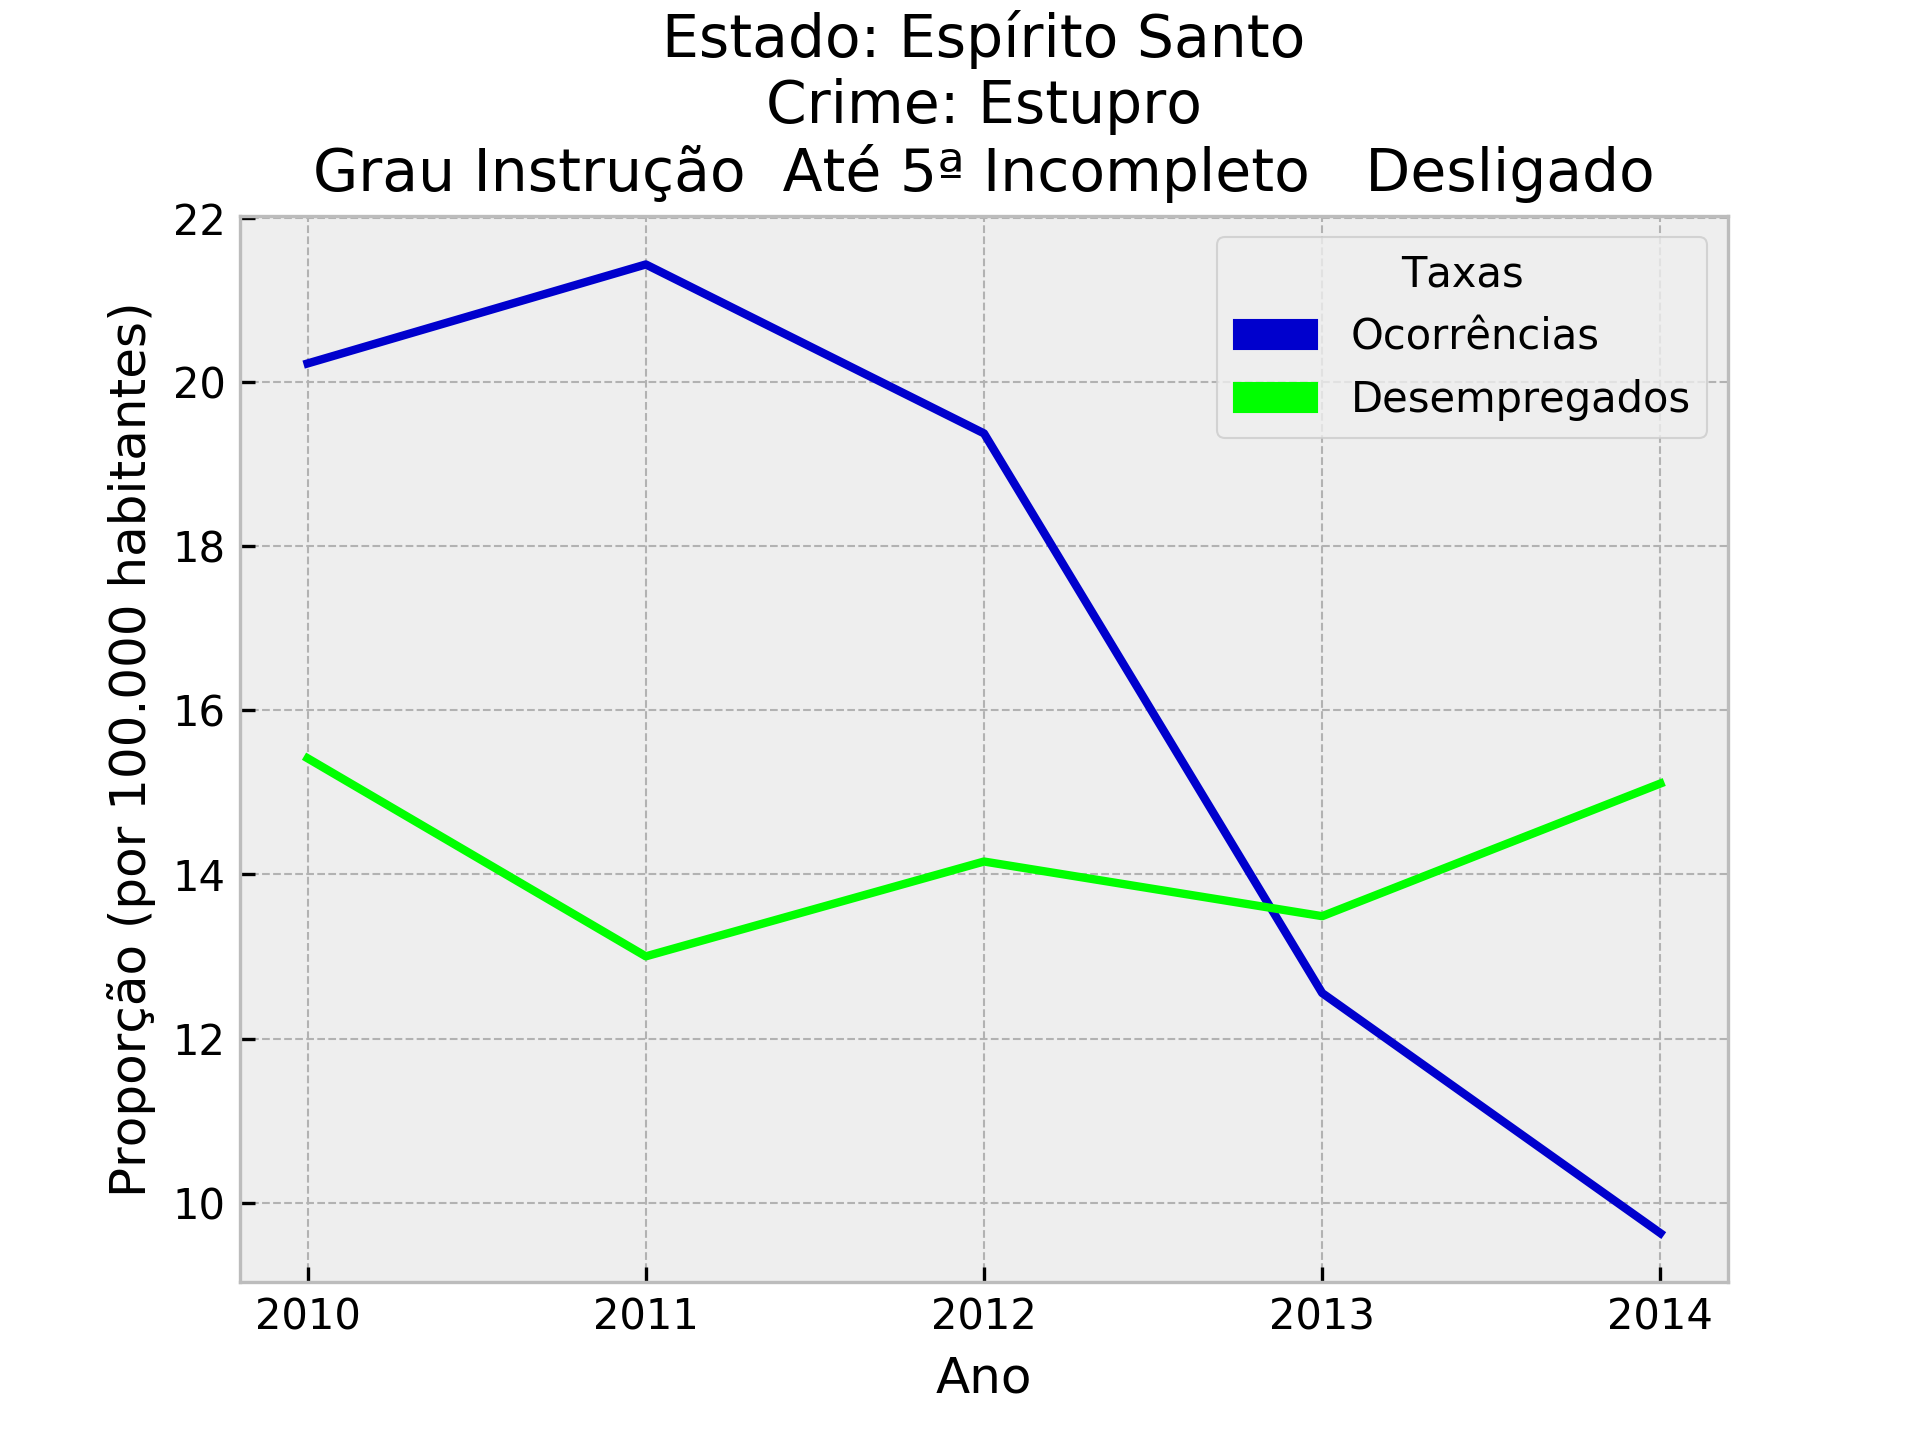 Estado: Espírito Santo
Crime: Estupro
Grau Instrução  Até 5ª Incompleto   Desligado
Proporção (por 100.000 habitantes)
22
20
18
16
14
12
10
Taxas
Ocorrências
Desempregados
2010 2011 2012 2013 2014
Ano